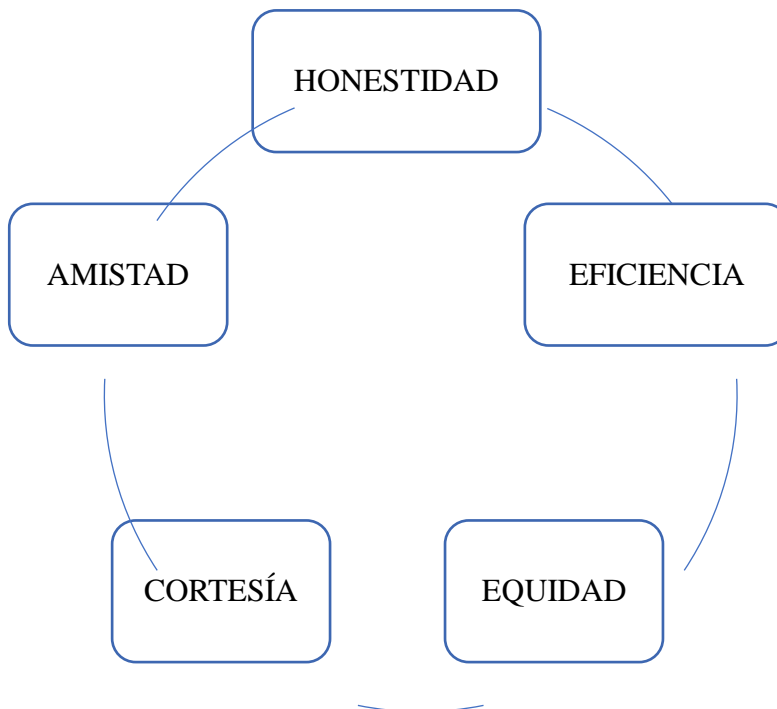 HONESTIDAD
AMISTAD
EFICIENCIA
CORTESÍA
EQUIDAD